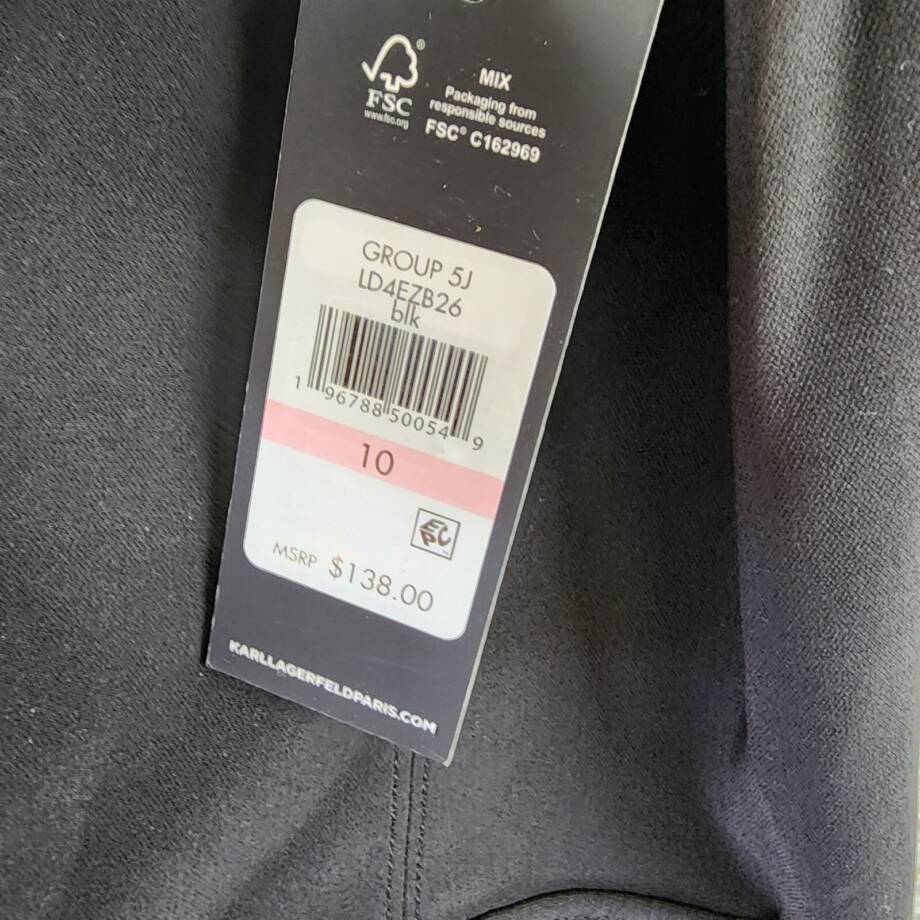 FSC®
www.fsc.org
MIX
Packaging from
responsible sources
FSC® C162969
GROUP 5J
LD4EZB26
blk
1 96788 50054 9
10
EPC
MSRP $138.00
KARLLAGERFELDPARIS.COM